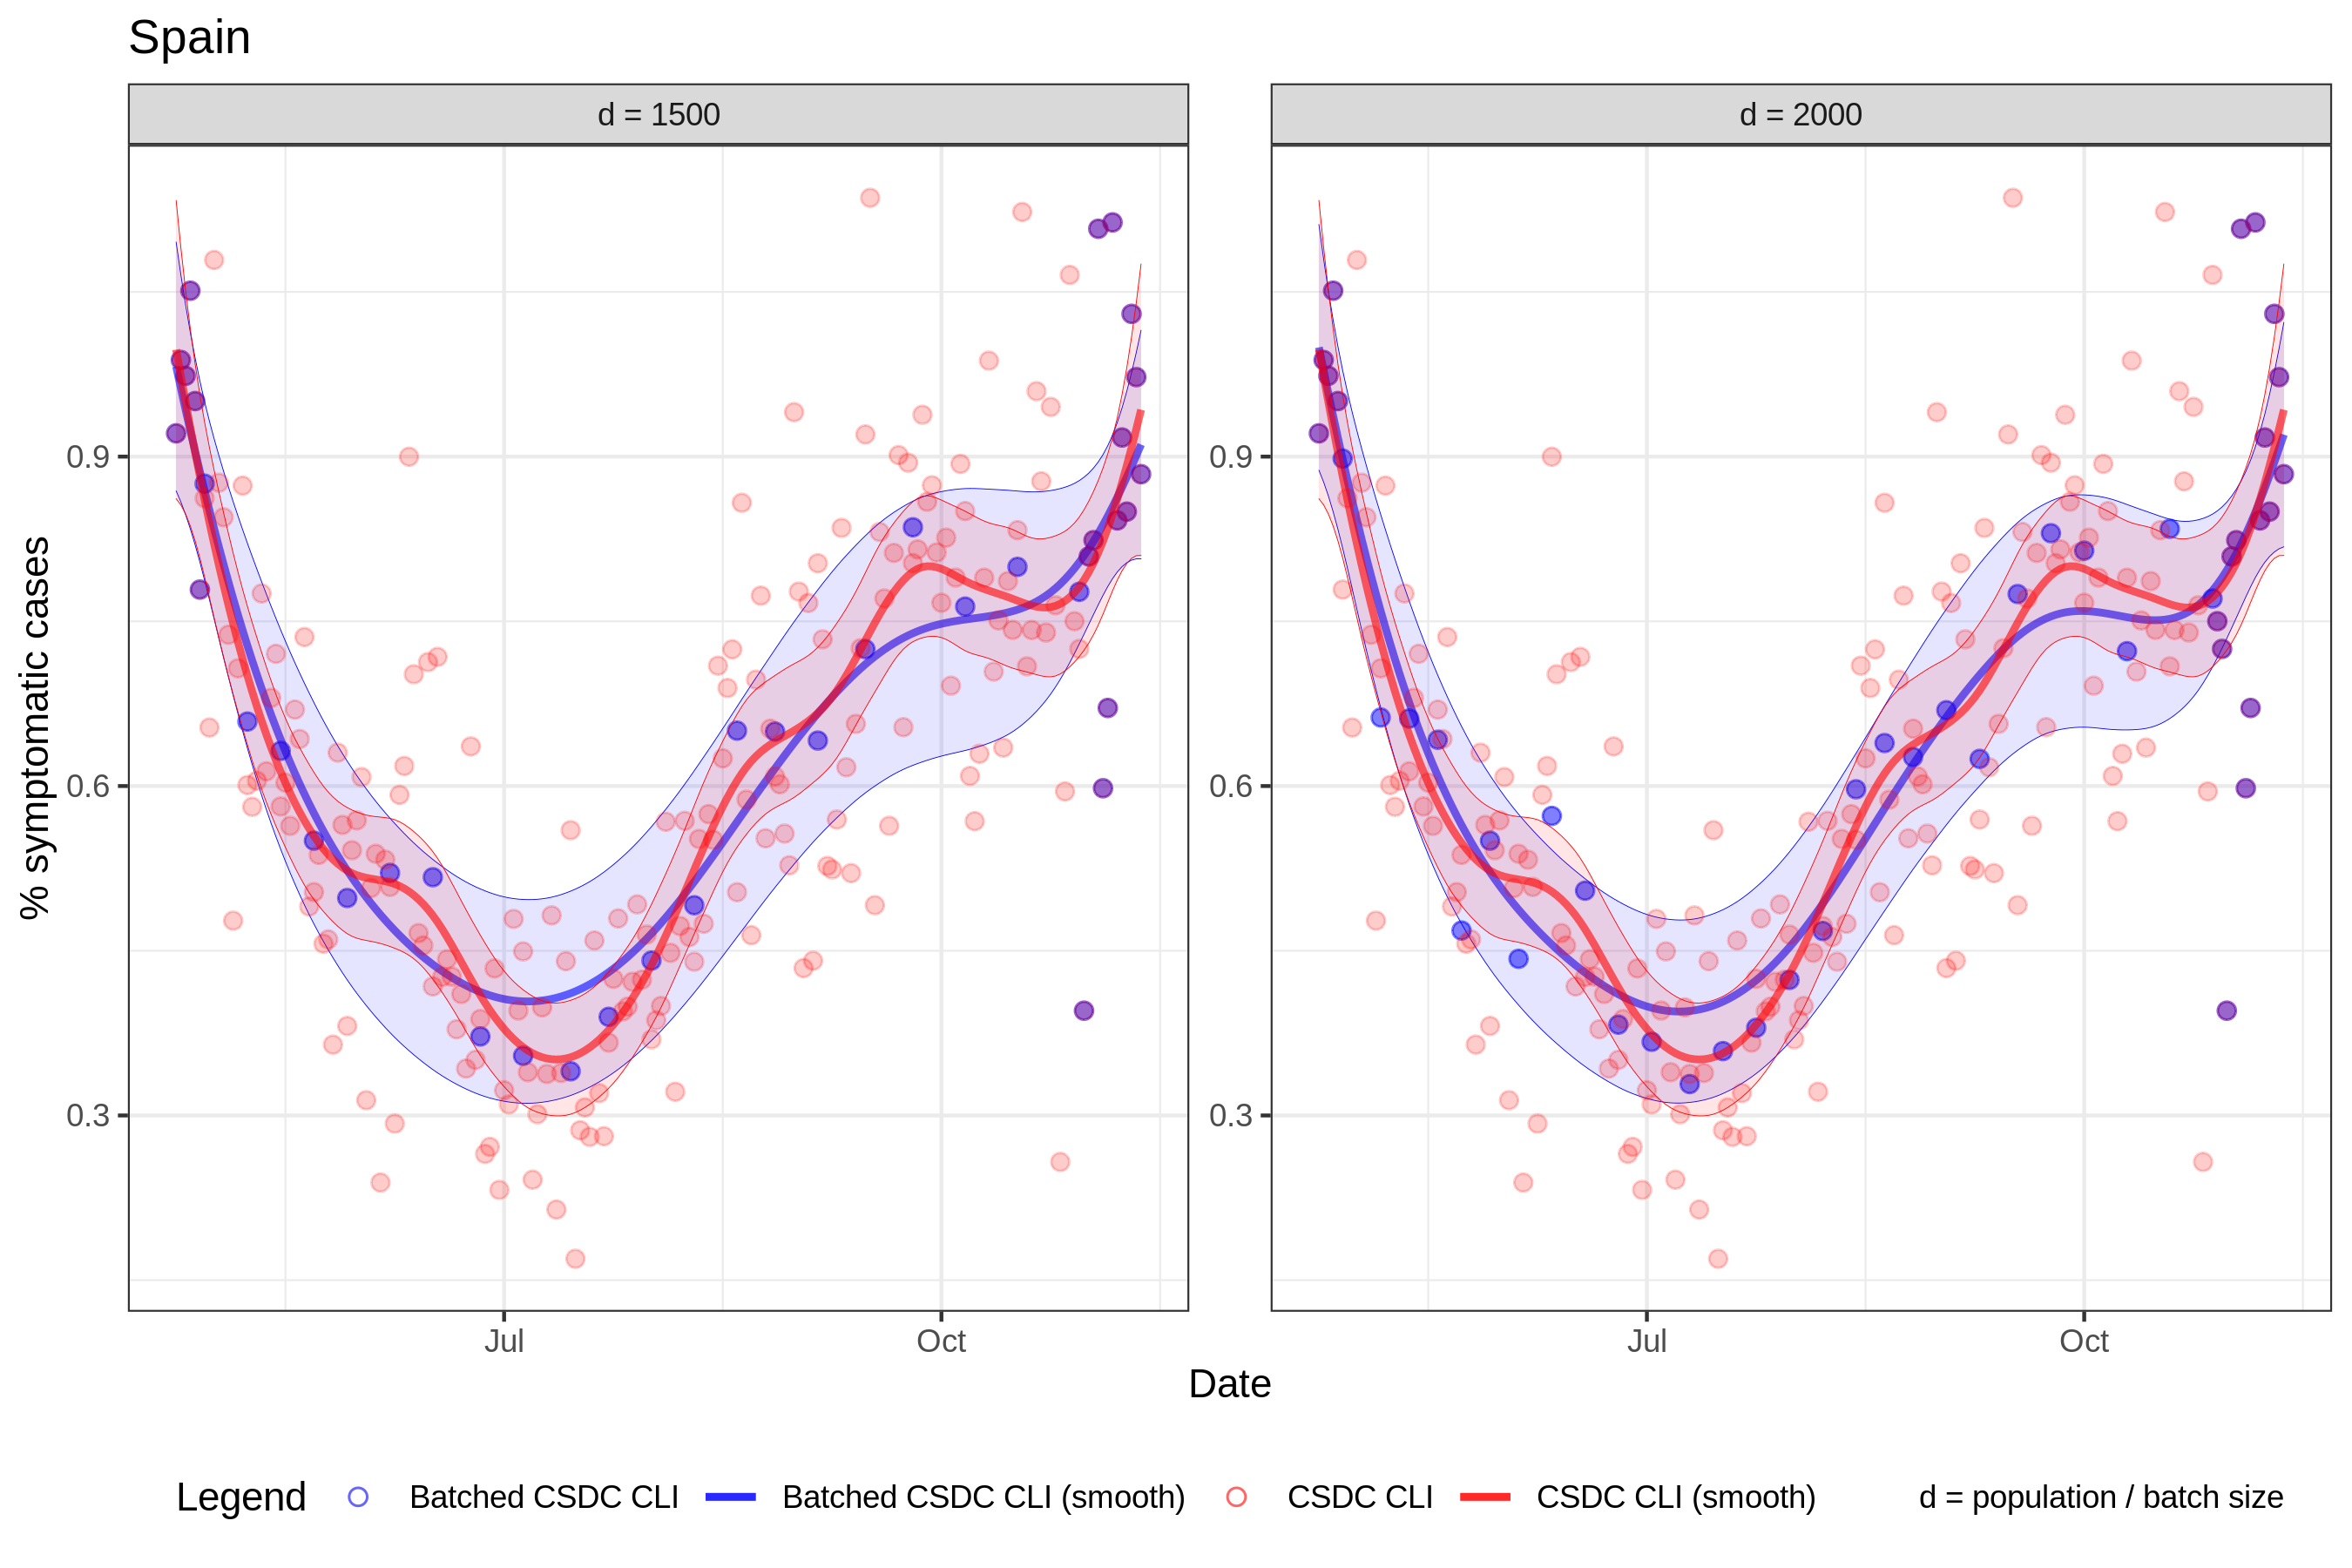 Spain
d = 1500
d = 2000
% symptomatic cases
0.9
0.6
0.3
0.9
0.6
0.3
Jul
Oct
Jul
Oct
Date
Legend
Batched CSDC CLI
Batched CSDC CLI (smooth)
CSDC CLI
CSDC CLI (smooth)
d = population / batch size